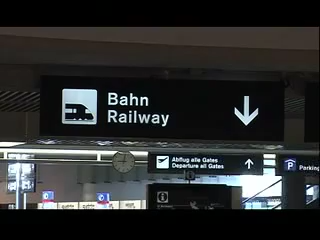 Bahn
Railway
Abflug alle Gates
Departure all Gates
P Parking
i